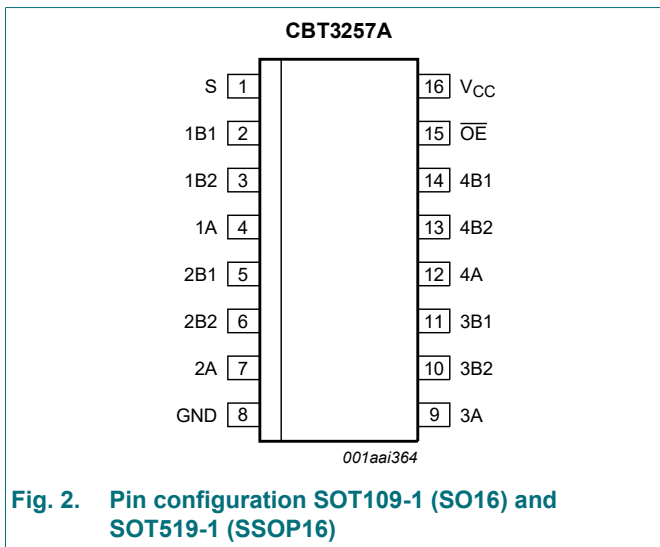 CBT3257A
S 1 16 VCC
1B1 2 15 OE
1B2 3 14 4B1
1A 4 13 4B2
2B1 5 12 4A
2B2 6 11 3B1
2A 7 10 3B2
GND 8 9 3A
001aai364
Fig. 2. Pin configuration SOT109-1 (SO16) and
SOT519-1 (SSOP16)